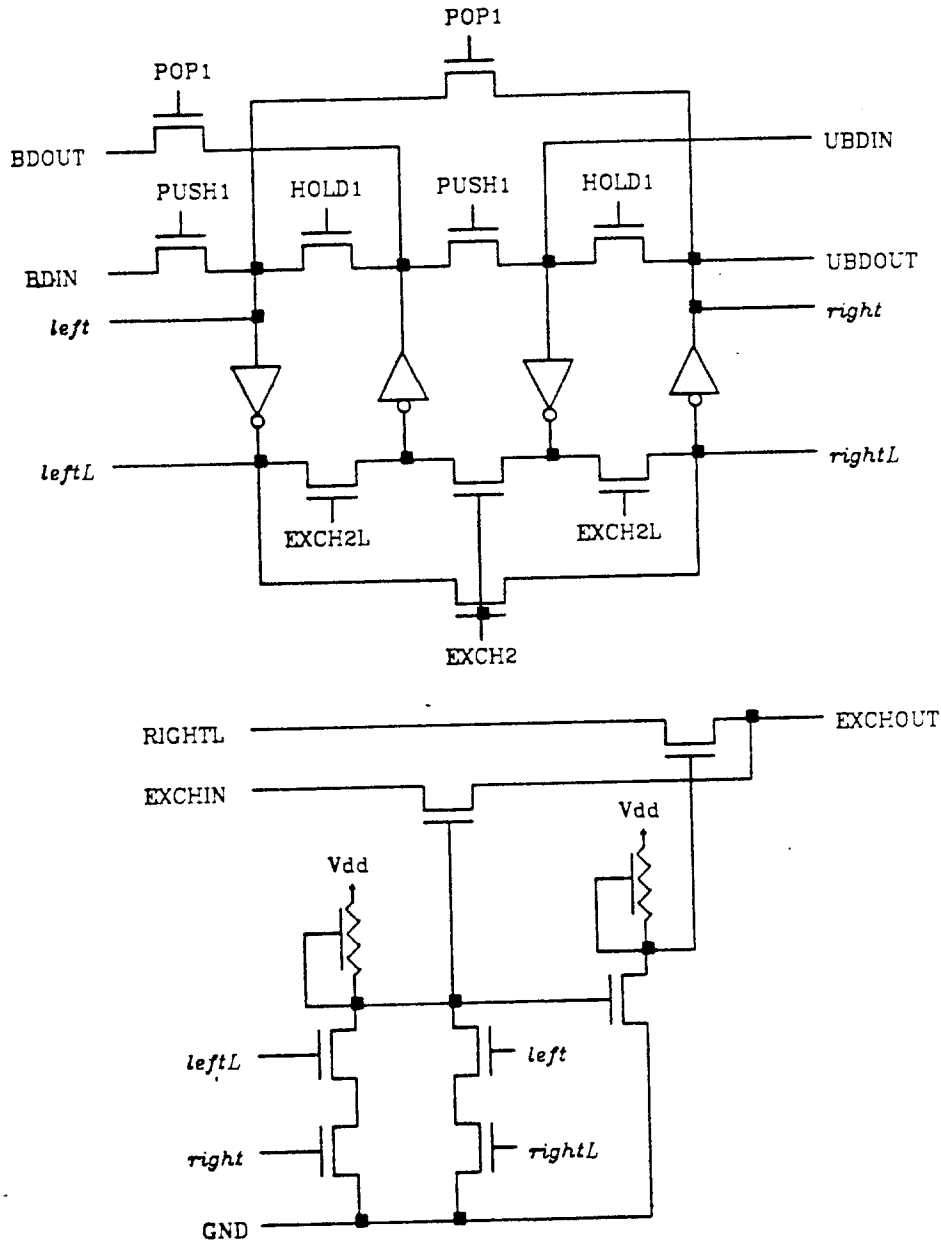 POP1
POP1
BDOUT
UBDIN
PUSH1
HOLD1
PUSH1
HOLD1
BDIN
UBDOUT
left
right
leftL
rightL
EXCH2L
EXCH2L
EXCH2
RIGHTL
EXCHOUT
EXCHIN
Vdd
Vdd
leftL
left
right
rightL
GND